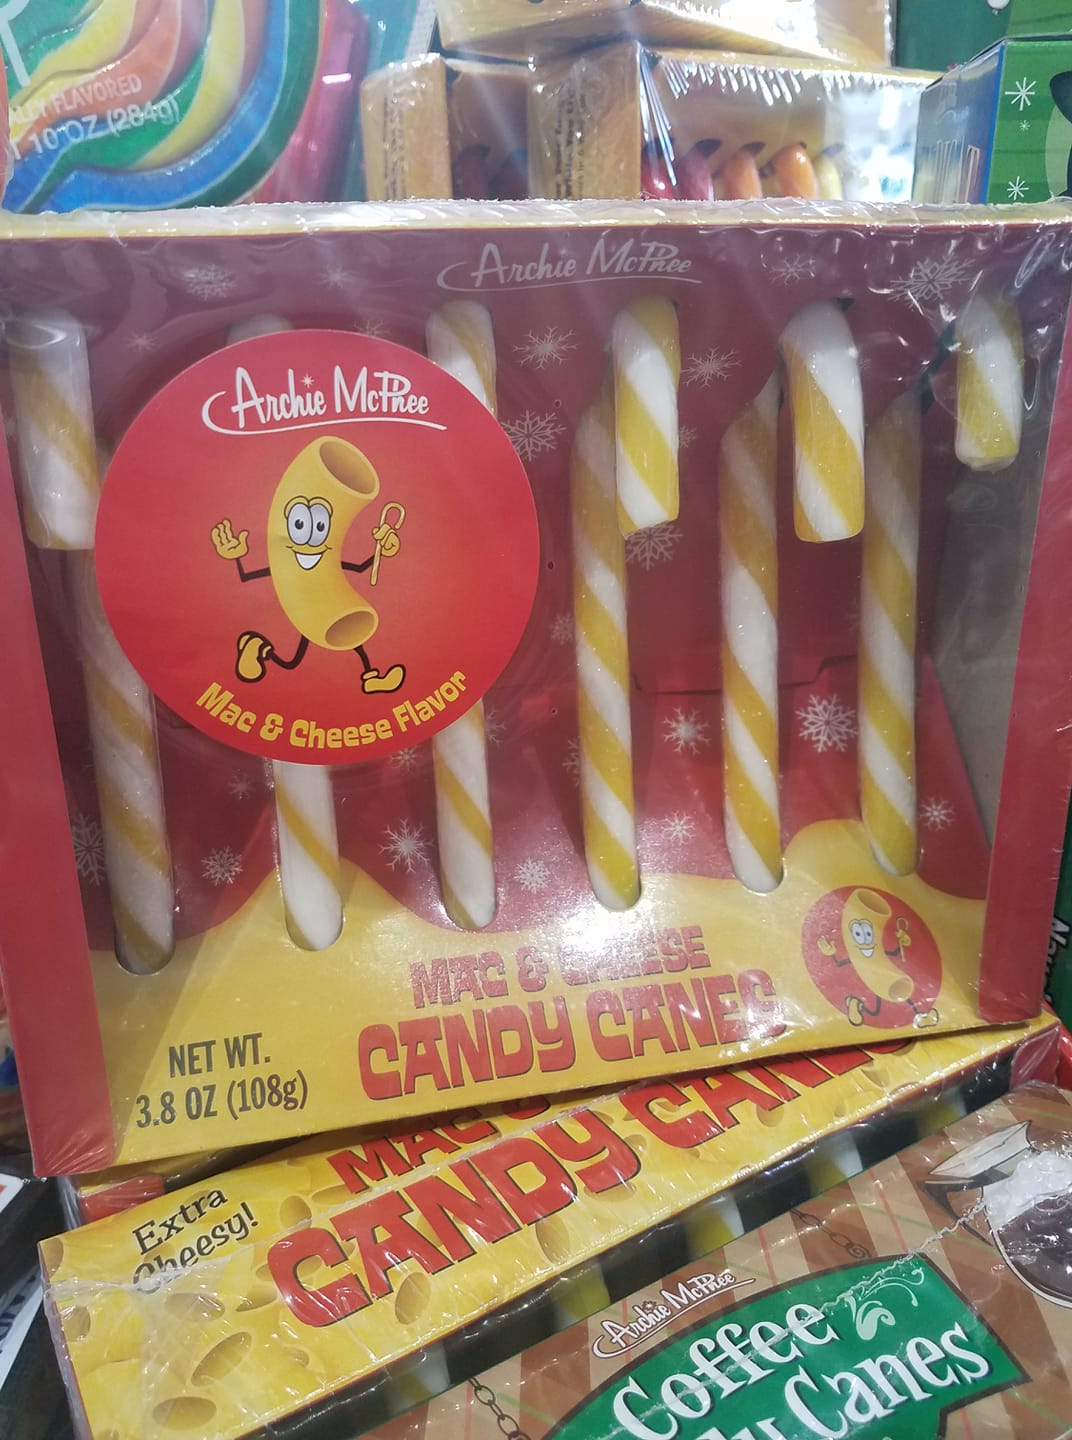 FLAVORED
10 OZ (284g)
Archie McPhee
Archie McPhee
Mac & Cheese Flavor
MAC & CHEESE
CANDY CANES
NET WT.
3.8 OZ (108g)
MAC &
CANDY CANES
Extra
Cheesy!
Archie McPhee
Coffee
Canes